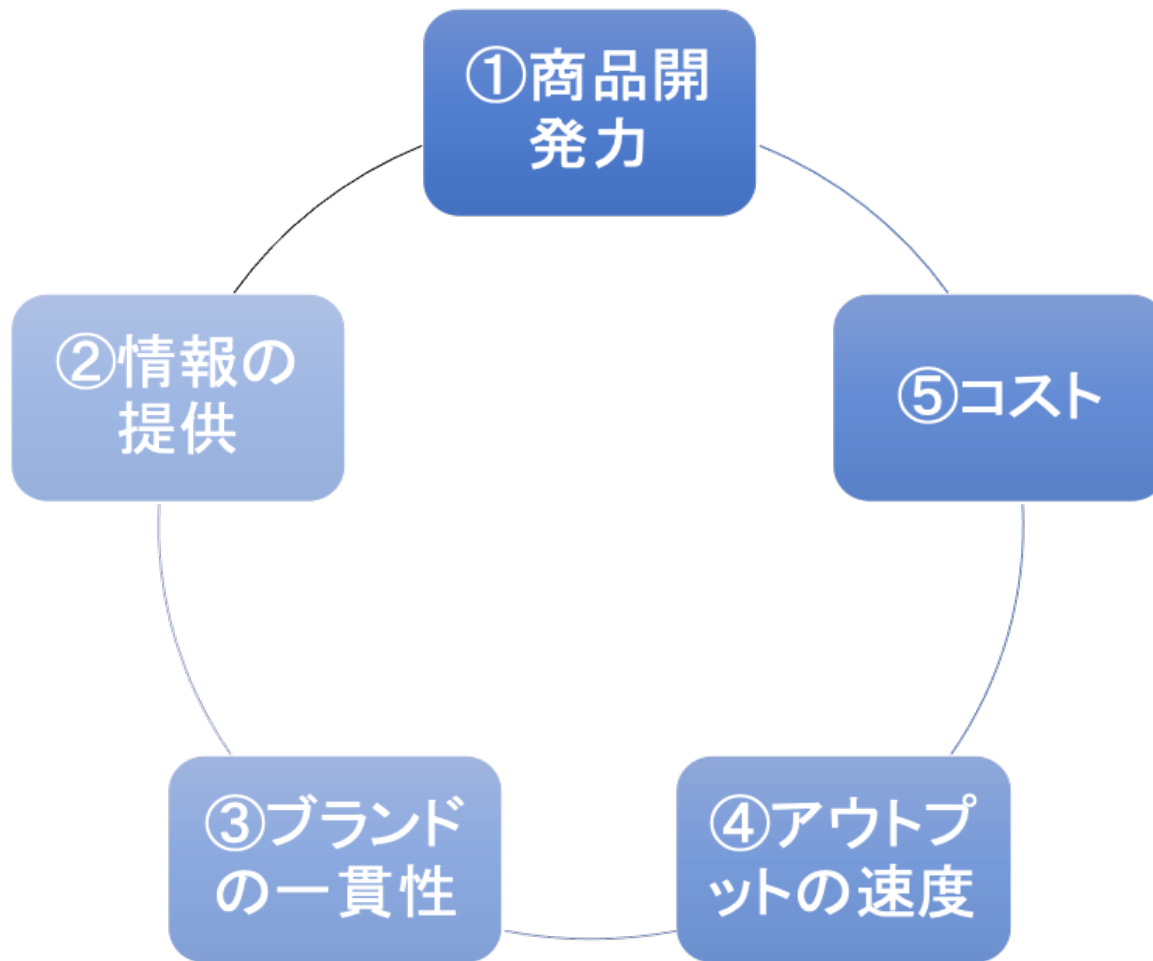 ①商品開
発力
②情報の
提供
③ブランド
の一貫性
④アウトプ
ットの速度
⑤コスト